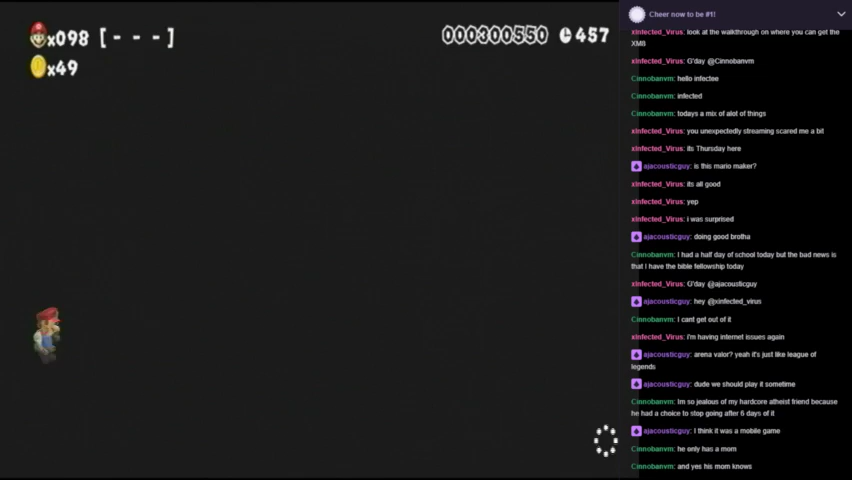 x098 [ - - - ]
000300550 457
x49
Cheer now to be #1!
xInfected_Virus: look at the walkthrough on where you can get the
XMB
xInfected_Virus: G'day @Cinnobanvm
Cinnobanvm: hello infectee
Cinnobanvm: infected
Cinnobanvm: todays a mix of alot of things
xInfected_Virus: you unexpectedly streaming scared me a bit
xInfected_Virus: its Thursday here
ajacousticguy: is this mario maker?
xInfected_Virus: its all good
xInfected_Virus: yep
xInfected_Virus: i was surprised
ajacousticguy: doing good brotha
Cinnobanvm: I had a half day of school today but the bad news is
that I have the bible fellowship today
xInfected_Virus: G'day @ajacousticguy
ajacousticguy: hey @xinfected_virus
Cinnobanvm: I cant get out of it
xInfected_Virus: i'm having internet issues again
ajacousticguy: arena valor? yeah it's just like league of
legends
ajacousticguy: dude we should play it sometime
Cinnobanvm: Im so jealous of my hardcore atheist friend because
he had a choice to stop going after 6 days of it
ajacousticguy: I think it was a mobile game
Cinnobanvm: he only has a mom
Cinnobanvm: and yes his mom knows